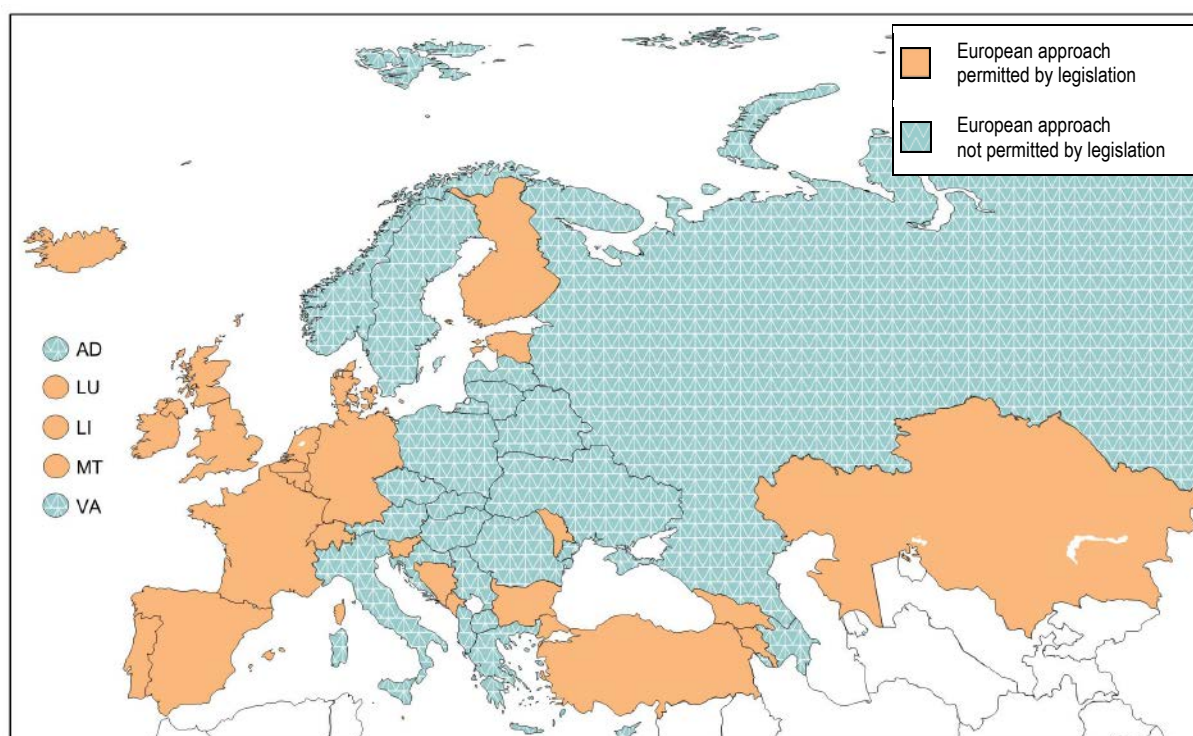 European approach
permitted by legislation
European approach
not permitted by legislation
AD
LU
LI
MT
VA